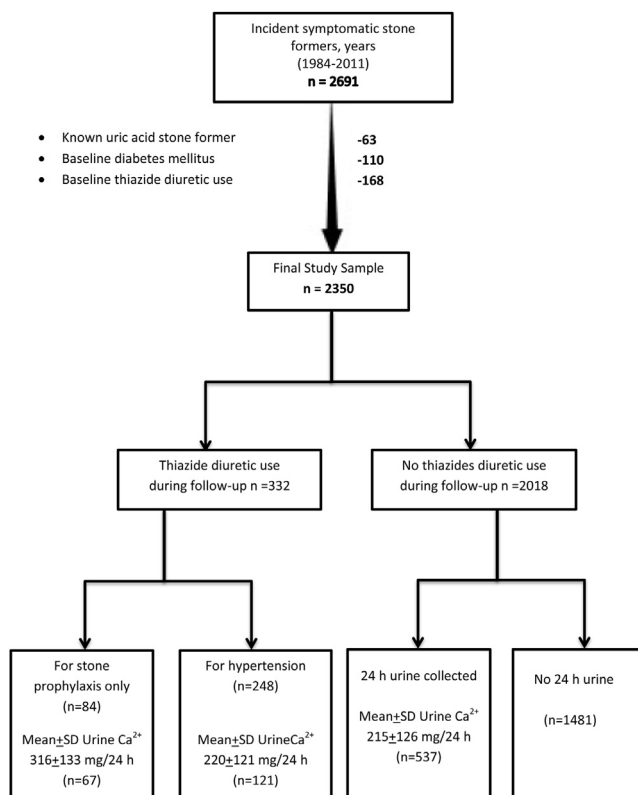 Incident symptomatic stone
formers, years
(1984-2011)
n = 2691
• Known uric acid stone former -63
• Baseline diabetes mellitus -110
• Baseline thiazide diuretic use -168
Final Study Sample
n = 2350
Thiazide diuretic use
during follow-up n =332
No thiazides diuretic use
during follow-up n =2018
For stone
prophylaxis only
(n=84)
Mean+SD Urine Ca²⁺
316+133 mg/24 h
(n=67)
For hypertension
(n=248)
Mean+SD UrineCa²⁺
220±121 mg/24 h
(n=121)
24 h urine collected
Mean±SD Urine Ca²⁺
215±126 mg/24 h
(n=537)
No 24 h urine
(n=1481)